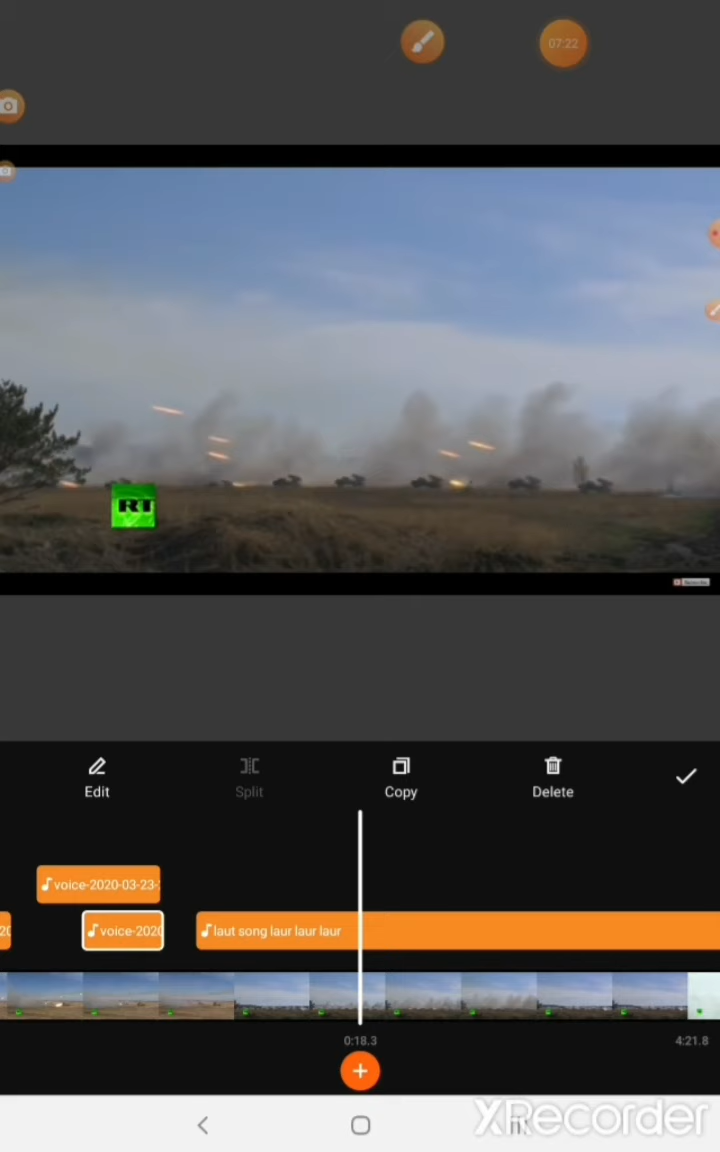 07:22
RT
Edit
Split
Copy
Delete
voice-2020-03-23-
20
voice-2020
laut song laur laur laur
0:18.3
4:21.8
XRecorder